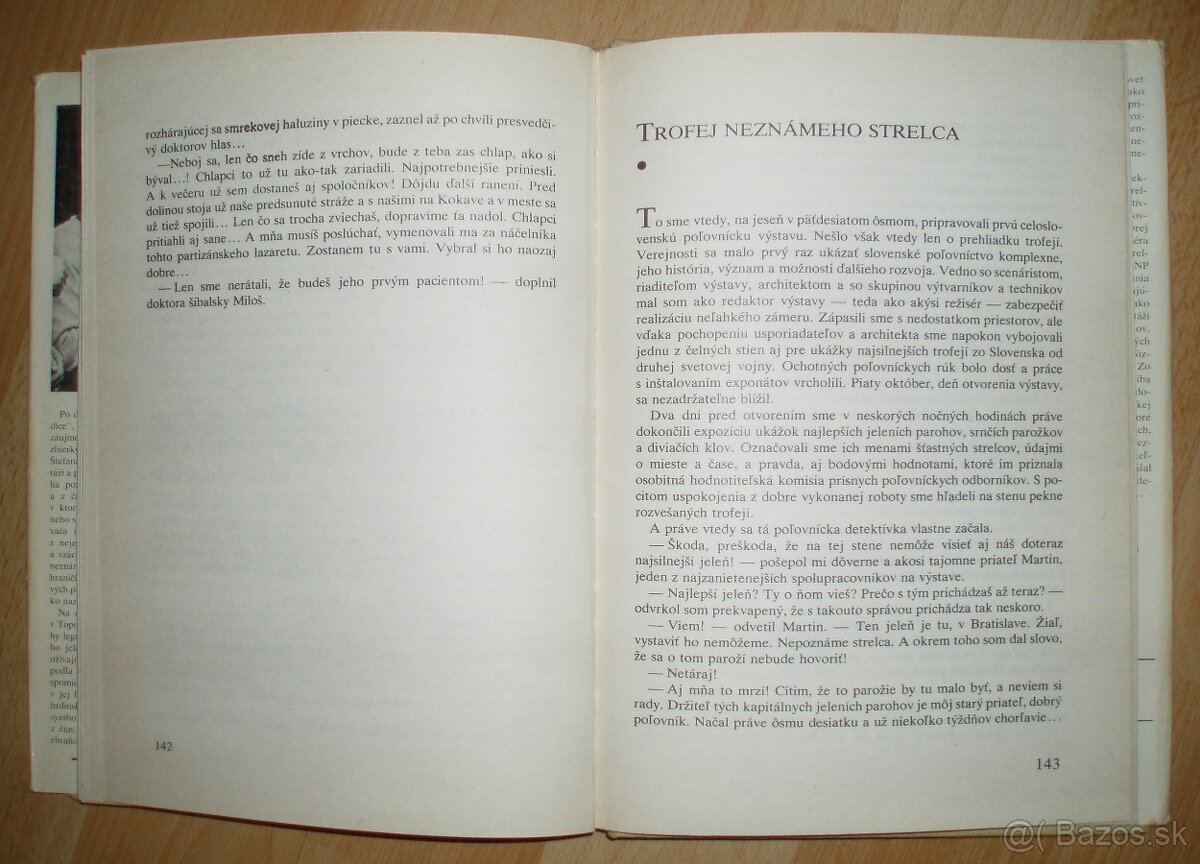 rozhárajúcej sa smrekovej haluziny v piecke, zaznel až po chvíli presvedči-
vý doktorov hlas...
—Neboj sa, len čo sneh zíde z vrchov, bude z teba zas chlap, ako si
býval...! Chlapci to už tu ako-tak zariadili. Najpotrebnejšie priniesli.
A k večeru už sem dostaneš aj spoločníkov! Dôjdu ďalší ranení. Pred
dolinou stoja už naše predsunuté stráže a s našimi na Kokave a v meste sa
už tiež spojili... Len čo sa trocha zviechaš, dopravíme ťa nadol. Chlapci
pritiahli aj sane... A mňa musíš poslúchať, vymenovali ma za náčelníka
tohto partizánskeho lazaretu. Zostanem tu s vami. Vybral si ho naozaj
dobre...
— Len sme nerátali, že budeš jeho prvým pacientom! — doplnil
doktora šibalsky Miloš.
142
TROFEJ NEZNÁMEHO STRELCA
•
To sme vtedy, na jeseň v päťdesiatom ôsmom, pripravovali prvú celoslo-
venskú poľovnícku výstavu. Nešlo však vtedy len o prehliadku trofejí.
Verejnosti sa malo prvý raz ukázať slovenské poľovníctvo komplexne,
jeho história, význam a možnosti ďalšieho rozvoja. Vedno so scenáristom,
riaditeľom výstavy, architektom a so skupinou výtvarníkov a technikov
mal som ako redaktor výstavy — teda ako akýsi režisér — zabezpečiť
realizáciu neľahkého zámeru. Zápasili sme s nedostatkom priestorov, ale
vďaka pochopeniu usporiadateľov a architekta sme napokon vybojovali
jednu z čelných stien aj pre ukážky najsilnejších trofejí zo Slovenska od
druhej svetovej vojny. Ochotných poľovníckych rúk bolo dosť a práce
s inštalovaním exponátov vrcholili. Piaty október, deň otvorenia výstavy,
sa nezadržateľne blížil.
Dva dni pred otvorením sme v neskorých nočných hodinách práve
dokončili expozíciu ukážok najlepších jeleních parohov, srnčích parožkov
a diviačích klov. Označovali sme ich menami šťastných strelcov, údajmi
o mieste a čase, a pravda, aj bodovými hodnotami, ktoré im priznala
osobitná hodnotiteľská komisia prísnych poľovníckych odborníkov. S po-
citom uspokojenia z dobre vykonanej roboty sme hľadeli na stenu pekne
rozvešaných trofejí.
A práve vtedy sa tá poľovnícka detektívka vlastne začala.
— Škoda, preškoda, že na tej stene nemôže visieť aj náš doteraz
najsilnejší jeleň! — pošepol mi dôverne a akosi tajomne priateľ Martin,
jeden z najzanietenejších spolupracovníkov na výstave.
— Najlepší jeleň? Ty o ňom vieš? Prečo s tým prichádzaš až teraz? —
odvrkol som prekvapený, že s takouto správou prichádza tak neskoro.
— Viem! — odvetil Martin. — Ten jeleň je tu, v Bratislave. Žiaľ,
vystaviť ho nemôžeme. Nepoznáme strelca. A okrem toho som dal slovo,
že sa o tom paroží nebude hovoriť!
— Netáraj!
— Aj mňa to mrzí! Cítim, že to parožie by tu malo byť, a neviem si
rady. Držiteľ tých kapitálnych jeleních parohov je môj starý priateľ, dobrý
poľovník. Načal práve ôsmu desiatku a už niekoľko týždňov chorľavie...
143
@( Bazos.sk